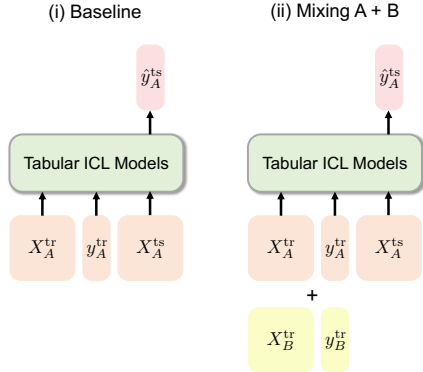 (i) Baseline
ŷ_A^ts
Tabular ICL Models
X_A^tr y_A^tr X_A^ts
(ii) Mixing A + B
ŷ_A^ts
Tabular ICL Models
X_A^tr y_A^tr X_A^ts
+
X_B^tr y_B^tr